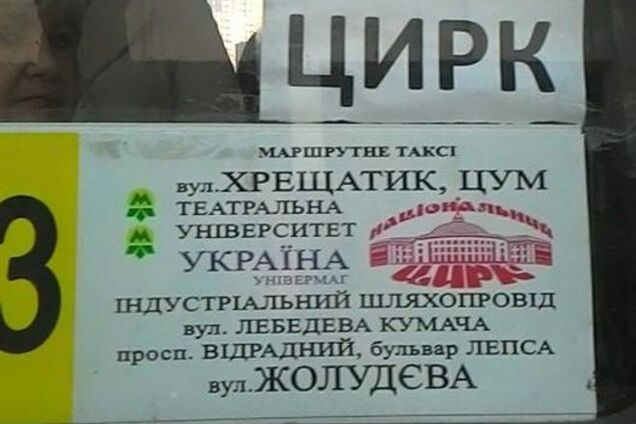 ЦИРК
3
МАРШРУТНЕ ТАКСІ
вул. ХРЕЩАТИК, ЦУМ
М ТЕАТРАЛЬНА
М УНІВЕРСИТЕТ
УКРАЇНА
УНІВЕРМАГ
НАЦІОНАЛЬНИЙ
ЦИРК
ІНДУСТРІАЛЬНИЙ ШЛЯХОПРОВІД
вул. ЛЕБЕДЕВА КУМАЧА
просп. ВІДРАДНИЙ, бульвар ЛЕПСА
вул. ЖОЛУДЄВА